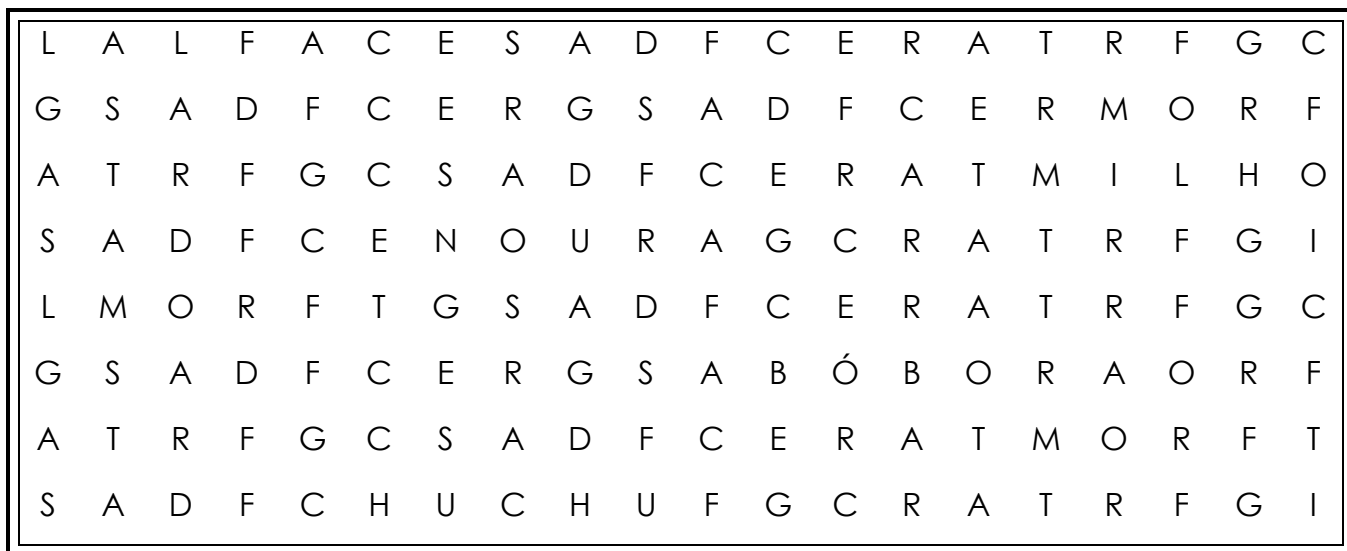 L A L F A C E S A D F C E R A T R F G C
G S A D F C E R G S A D F C E R M O R F
A T R F G C S A D F C E R A T M I L H O
S A D F C E N O U R A G C R A T R F G I
L M O R F T G S A D F C E R A T R F G C
G S A D F C E R G S A B Ó B O R A O R F
A T R F G C S A D F C E R A T M O R F T
S A D F C H U C H U F G C R A T R F G I